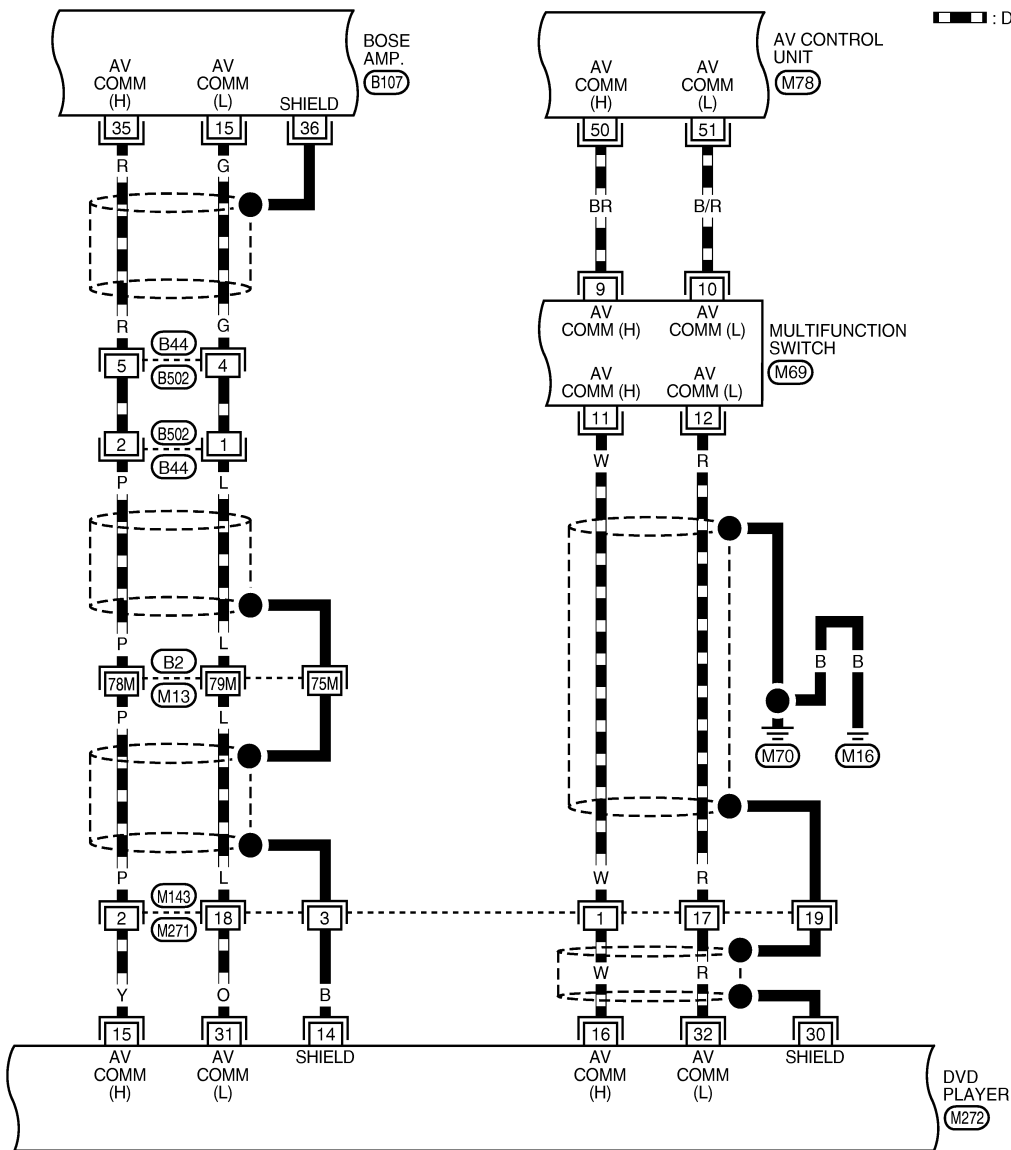 : D
BOSE
AMP.
B107
AV
COMM
(H)
AV
COMM
(L)
SHIELD
35
15
36
R
G
R
G
5
B44
4
B502
2
B502
1
B44
P
L
P
L
78M
B2
79M
75M
M13
P
L
P
L
2
M143
18
3
M271
Y
O
B
15
31
14
AV
COMM
(H)
AV
COMM
(L)
SHIELD
AV CONTROL
UNIT
M78
AV
COMM
(H)
AV
COMM
(L)
50
51
BR
B/R
9
10
AV
COMM (H)
AV
COMM (L)
MULTIFUNCTION
SWITCH
M69
AV
COMM (H)
AV
COMM (L)
11
12
W
R
B
B
M70
M16
W
R
1
17
19
W
R
16
32
30
AV
COMM
(H)
AV
COMM
(L)
SHIELD
DVD
PLAYER
M272